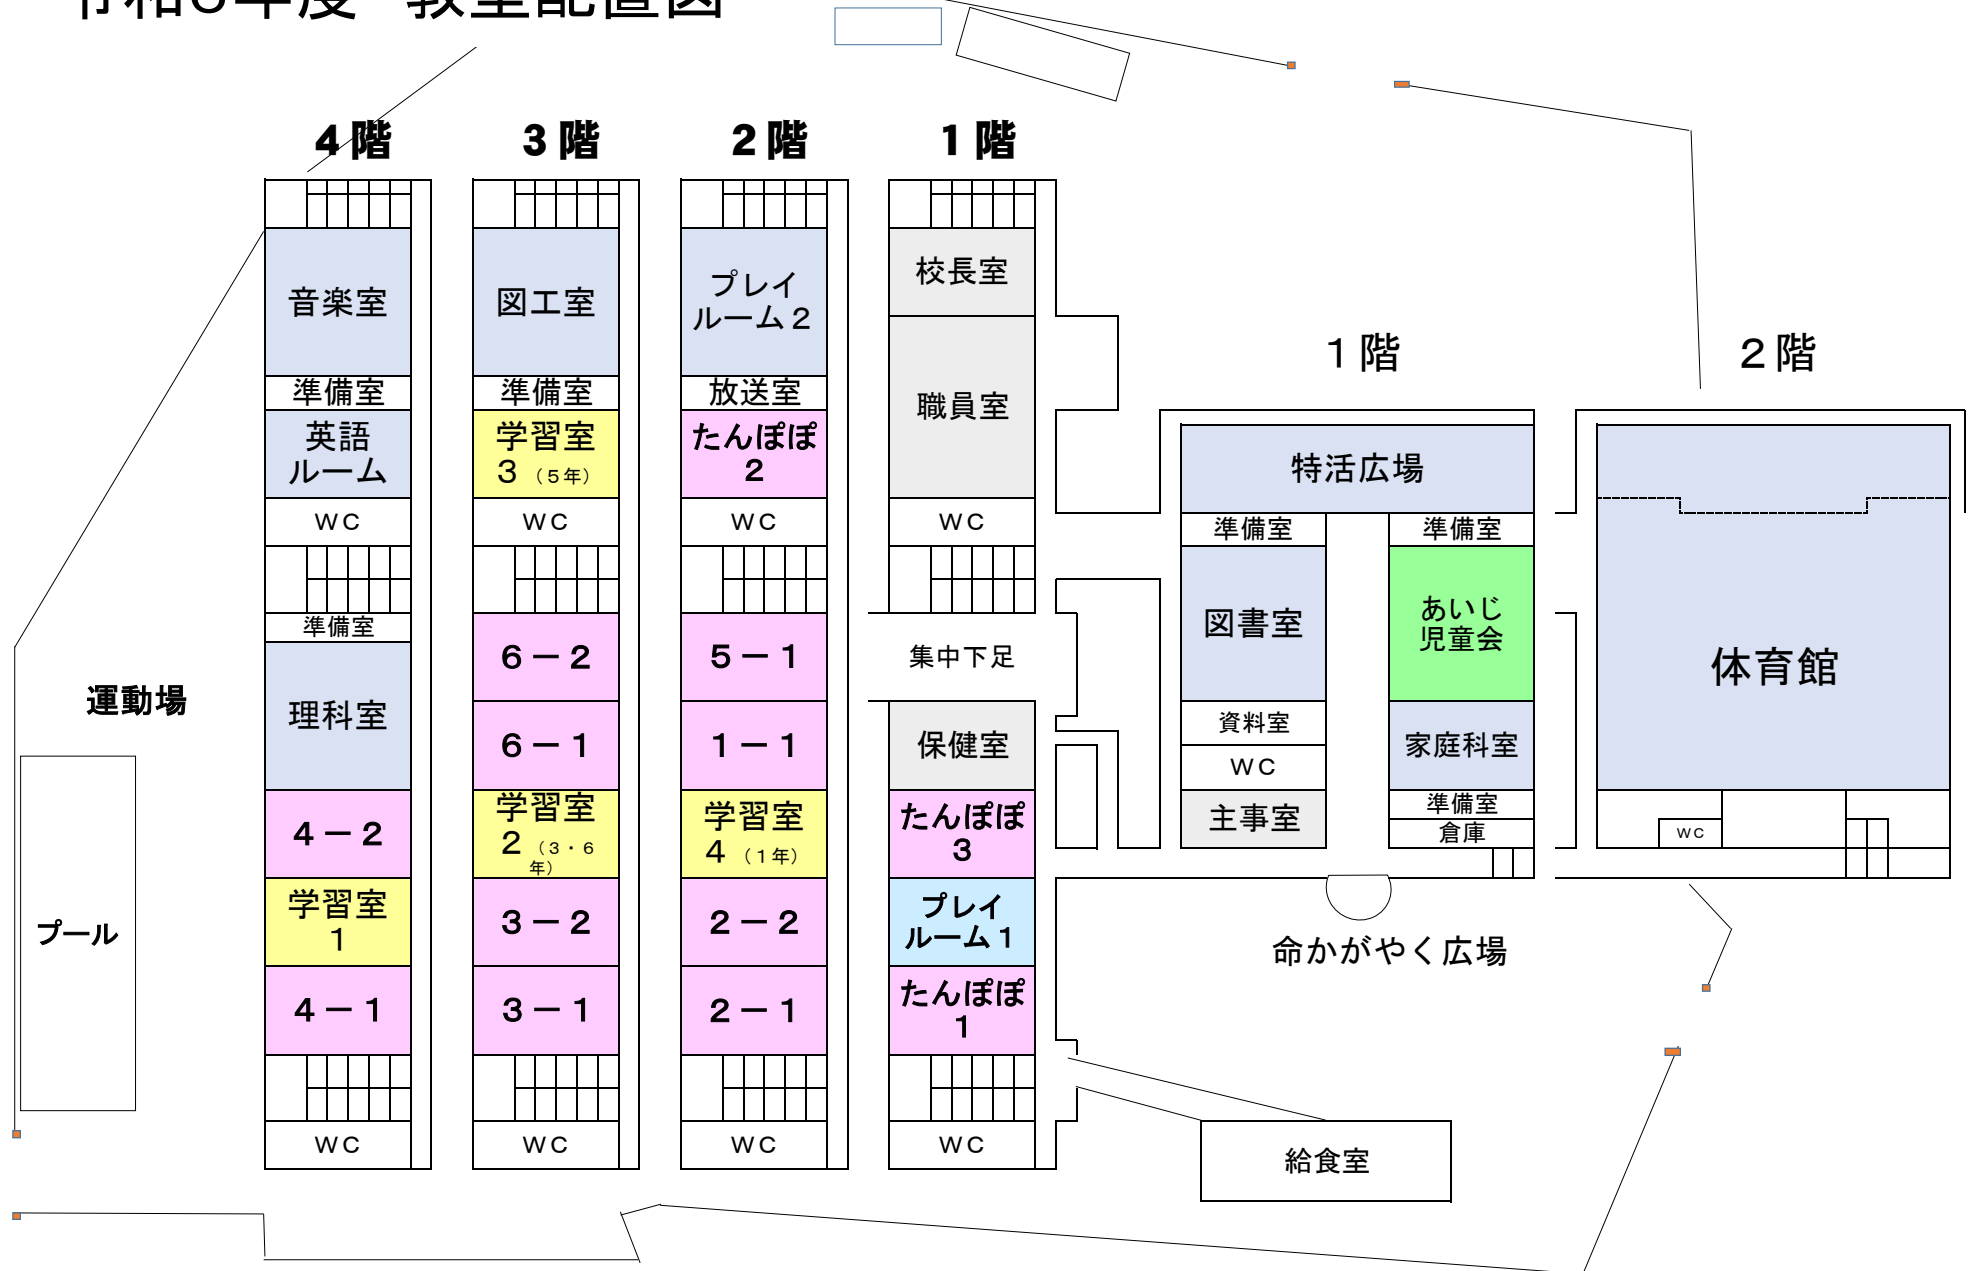 教室配置図
4階
3階
2階
1階
音楽室
準備室
英語
ルーム
WC
準備室
理科室
4－2
学習室
1
4－1
WC
図工室
準備室
学習室
3（5年）
WC
6－2
6－1
学習室
2（3・6
年）
3－2
3－1
WC
プレイ
ルーム2
放送室
たんぽぽ
2
WC
5－1
1－1
学習室
4（1年）
2－2
2－1
WC
校長室
職員室
WC
集中下足
保健室
たんぽぽ
3
プレイ
ルーム1
たんぽぽ
1
WC
1階
特活広場
準備室
準備室
図書室
あいじ
児童会
資料室
WC
家庭科室
主事室
準備室
倉庫
2階
体育館
WC
運動場
プール
命かがやく広場
給食室